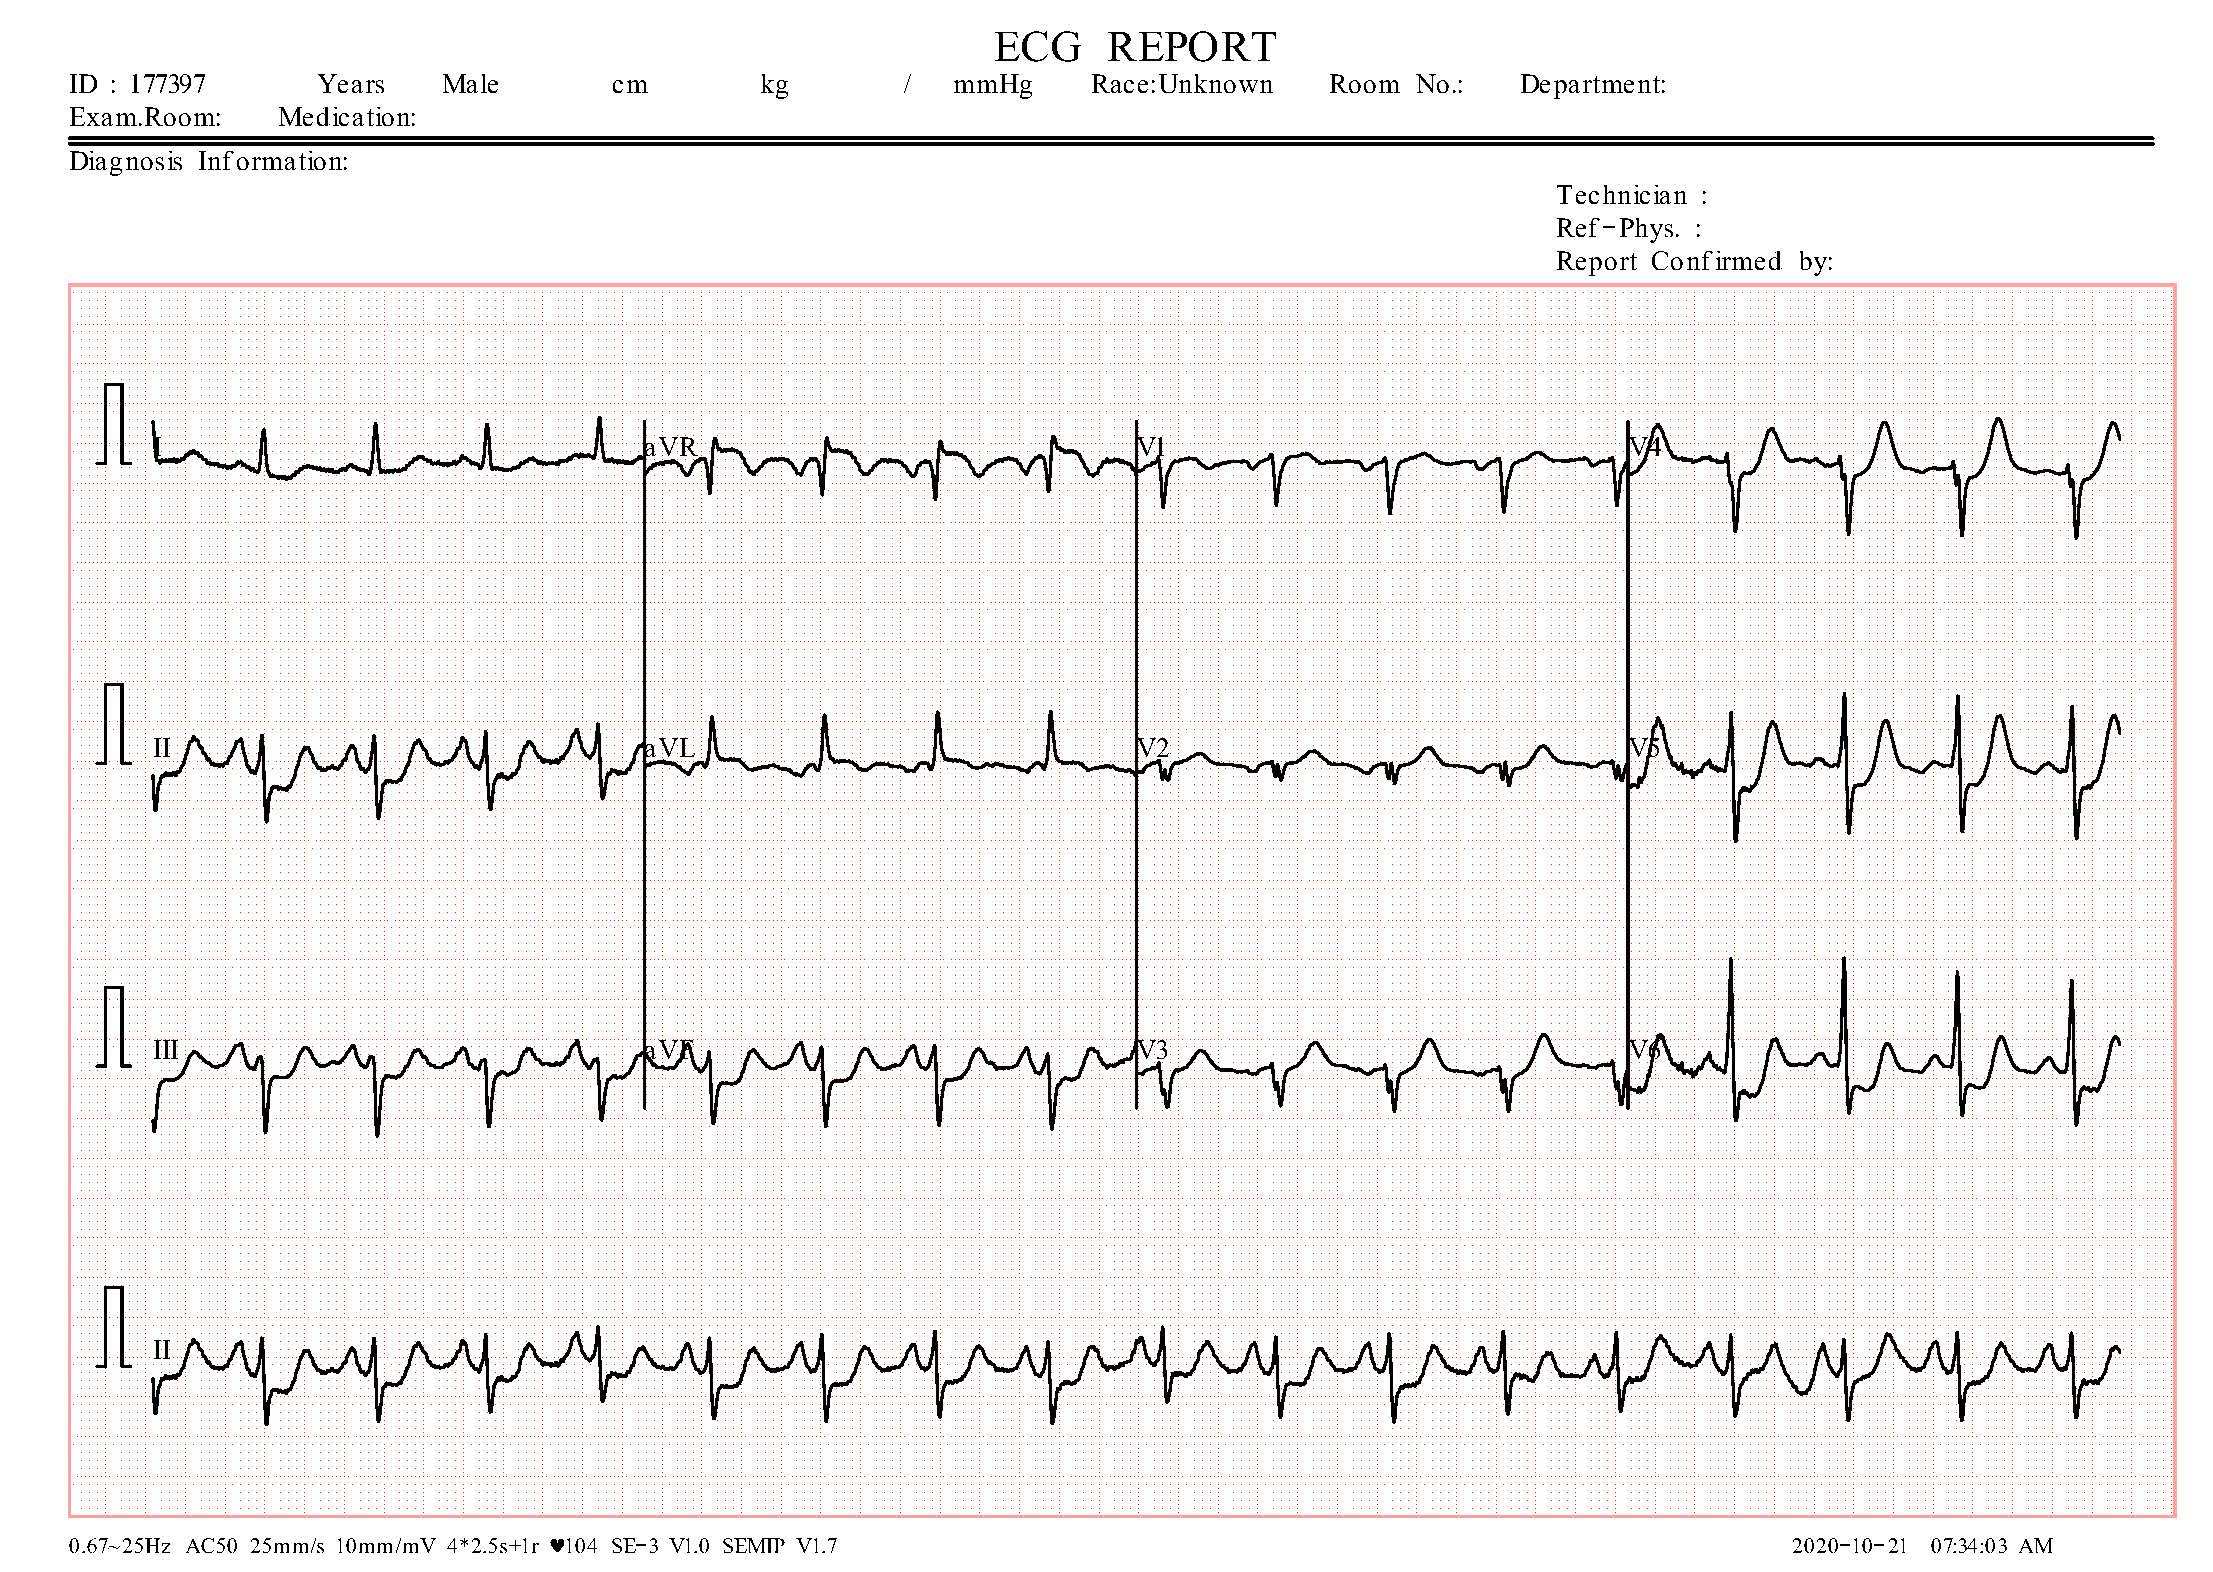 ECG REPORT
ID : 177397 Years Male cm kg / mmHg Race:Unknown Room No.: Department:
Exam.Room: Medication:
Diagnosis Information:
Technician :
Ref-Phys. :
Report Confirmed by:
aVR V1 V4
II aVL V2 V5
III aVF V3 V6
II
0.67~25Hz AC50 25mm/s 10mm/mV 4*2.5s+1r ♥104 SE-3 V1.0 SEMIP V1.7 2020-10-21 07:34:03 AM